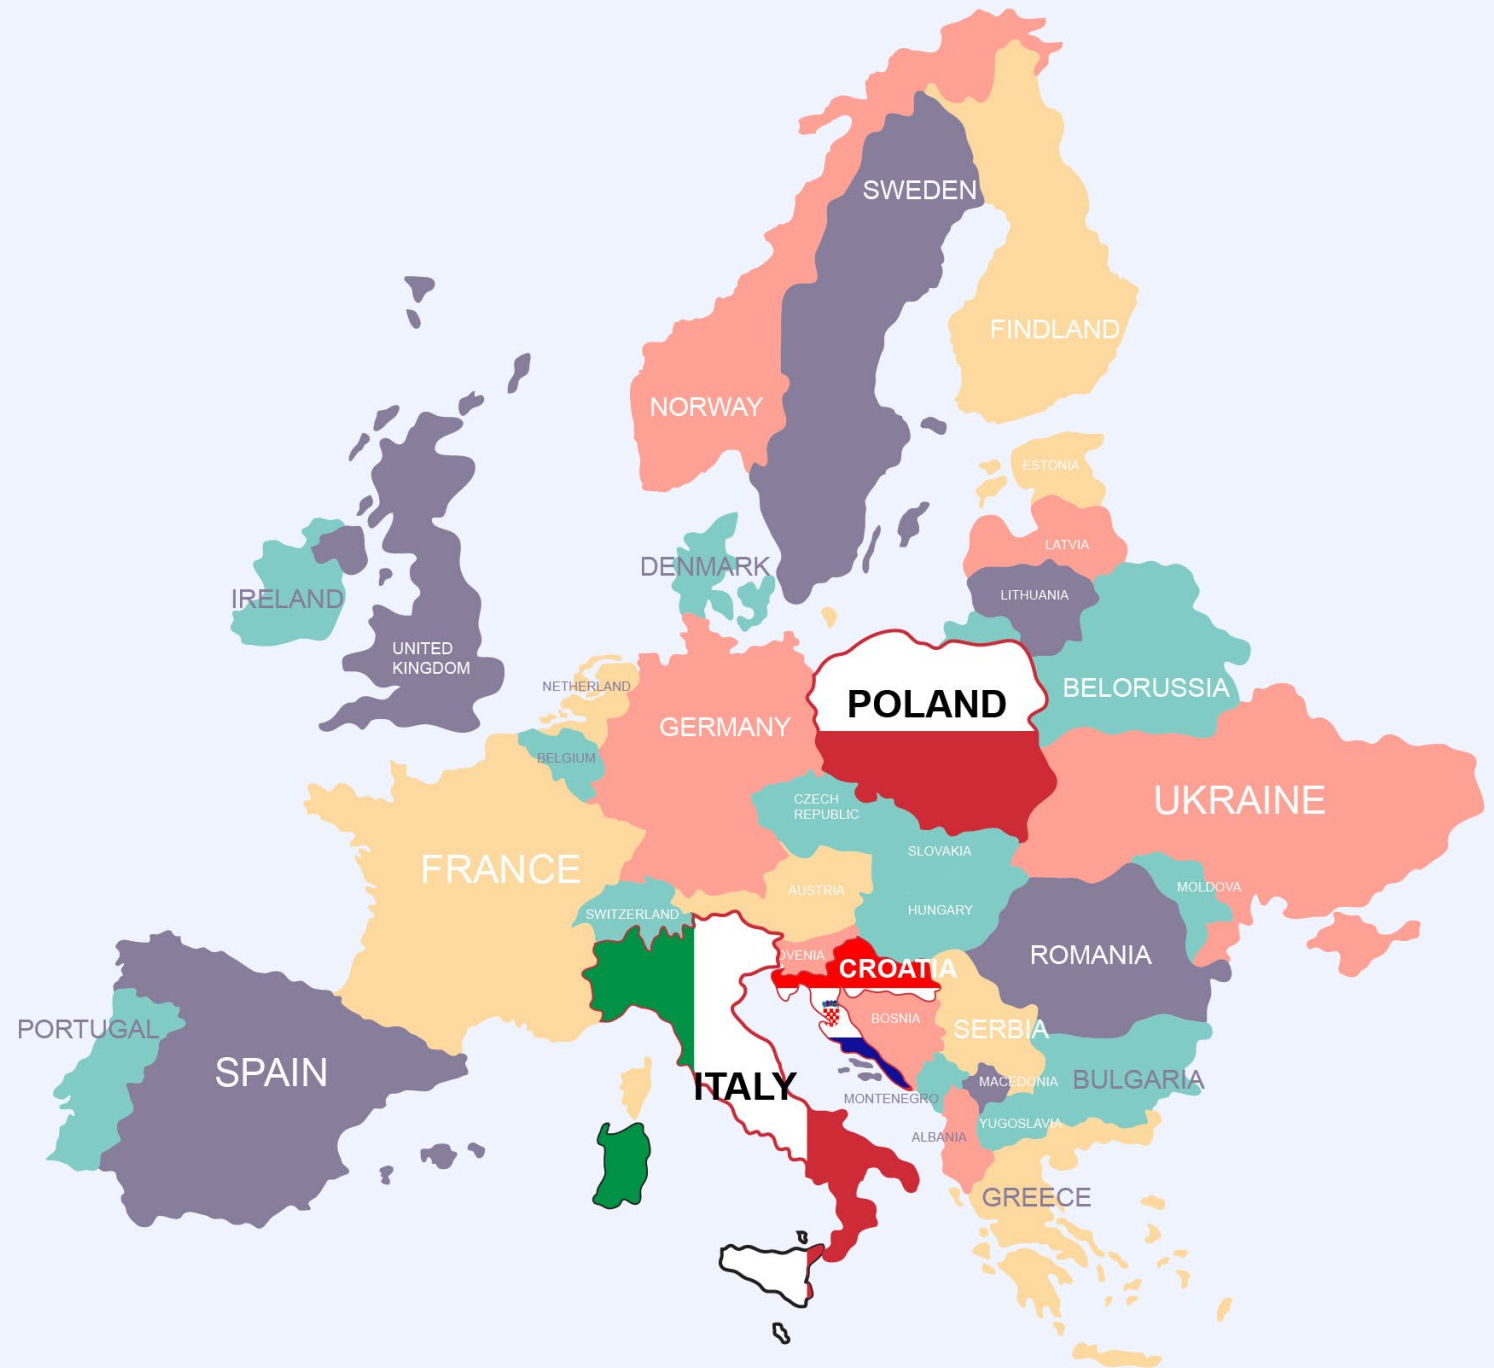 SWEDEN
FINDLAND
NORWAY
ESTONIA
LATVIA
DENMARK
LITHUANIA
IRELAND
UNITED
KINGDOM
NETHERLAND
BELORUSSIA
POLAND
GERMANY
BELGIUM
UKRAINE
CZECH
REPUBLIC
SLOVAKIA
FRANCE
AUSTRIA
MOLDOVA
SWITZERLAND
HUNGARY
OVENIA
CROATIA
ROMANIA
BOSNIA
PORTUGAL
SERBIA
SPAIN
ITALY
MACEDONIA
BULGARIA
MONTENEGRO
YUGOSLAVIA
ALBANIA
GREECE